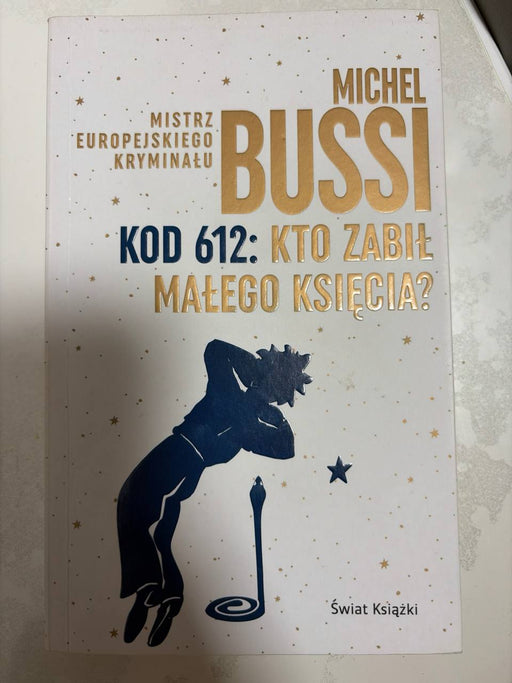 MICHEL
BUSSI
MISTRZ
EUROPEJSKIEGO
KRYMINAŁU
KOD 612: KTO ZABIŁ
MAŁEGO KSIĘCIA?
Świat Książki